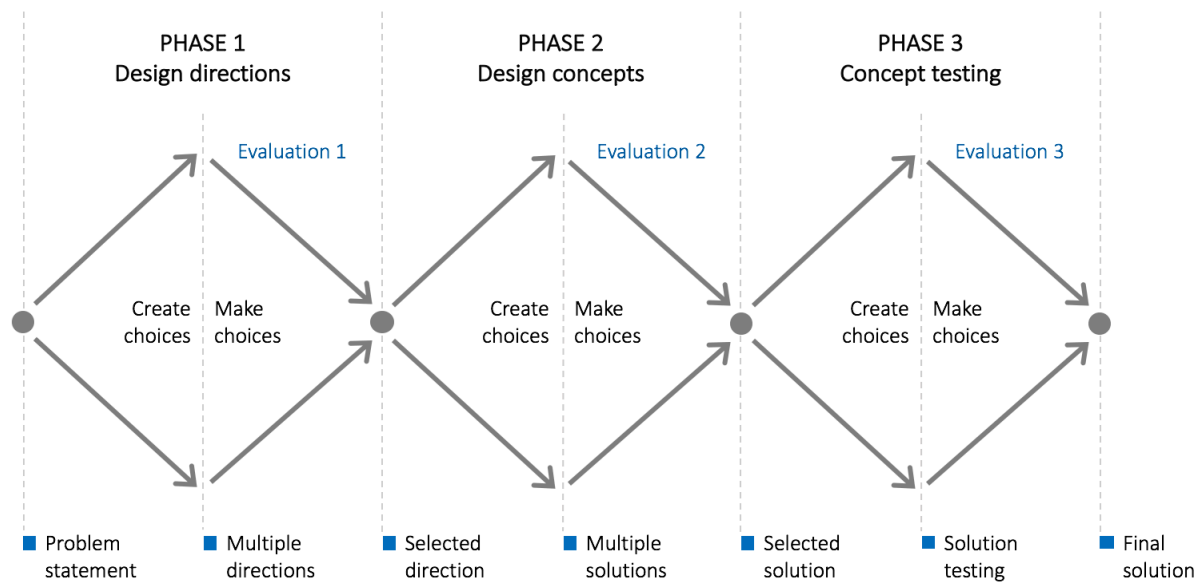 PHASE 1
Design directions
PHASE 2
Design concepts
PHASE 3
Concept testing
Evaluation 1
Evaluation 2
Evaluation 3
Create
choices
Make
choices
Create
choices
Make
choices
Create
choices
Make
choices
Problem
statement
Multiple
directions
Selected
direction
Multiple
solutions
Selected
solution
Solution
testing
Final
solution